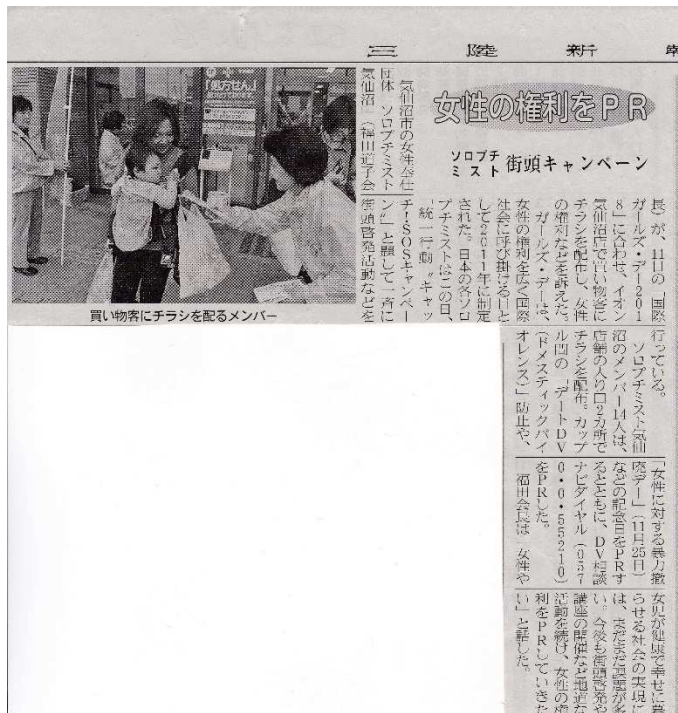 三陸新
女性の権利をPR
ソロプチ
ミスト
街頭キャンペーン
気仙沼市の女性奉仕
団体 ソロプチミスト
気仙沼 (福田道子会
長)が、11日の「国際
ガールズ・デー201
8」に合わせ、イオン
気仙沼店で買い物客に
チラシを配布し、女性
の権利などを訴えた。
ガールズ・デーは、
女性の権利を広く国際
社会に呼び掛ける日と
して2011年に制定
された。日本の各ソロ
プチミストはこの日、
「統一行動〝キャッ
チ!SOSキャンペー
ン〟」と題して一斉に
街頭啓発活動などを
行っている。
ソロプチミスト気仙
沼のメンバー14人は、
店舗の入り口2カ所で
チラシを配布。カップ
ル間の「デートDV
(ドメスティックバイ
オレンス)」防止や、
「女性に対する暴力撤
廃デー」(11月25日)
などの記念日をPRす
るとともに、DV相談
ナビダイヤル(057
0・0・55210)
をPRした。
福田会長は「女性や
女児が健康で幸せに暮
らせる社会の実現に
は、まだまだ課題が多
い。今後も街頭啓発や
講座の開催など地道な
活動を続け、女性の権
利をPRしていきた
い」と話した。
「処方せん」
買い物客にチラシを配るメンバー